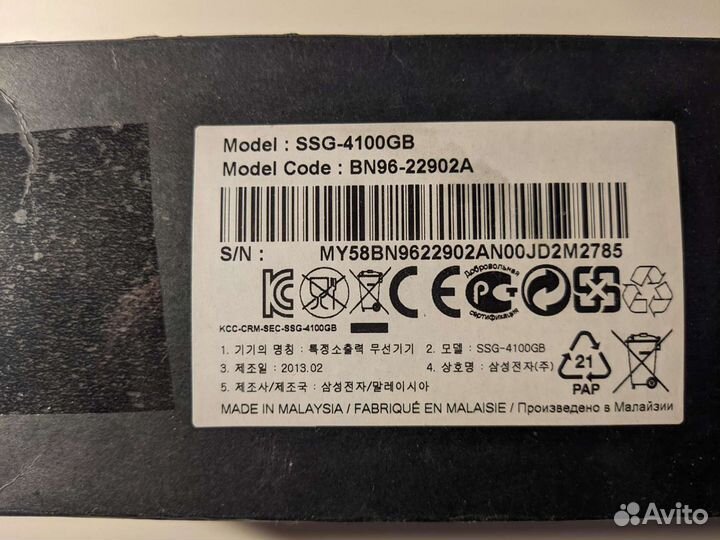 Model : SSG-4100GB
Model Code : BN96-22902A
S/N : MY58BN9622902AN00JD2M2785
Добровольная
CE
РСТ
сертификация
KCC-CRM-SEC-SSG-4100GB
1. 기기의 명칭 : 특정소출력 무선기기 2. 모델 : SSG-4100GB
3. 제조일 : 2013.02 4. 상호명 : 삼성전자(주)
5. 제조사/제조국 : 삼성전자/말레이시아
21
PAP
MADE IN MALAYSIA / FABRIQUÉ EN MALAISIE / Произведено в Малайзии
Avito